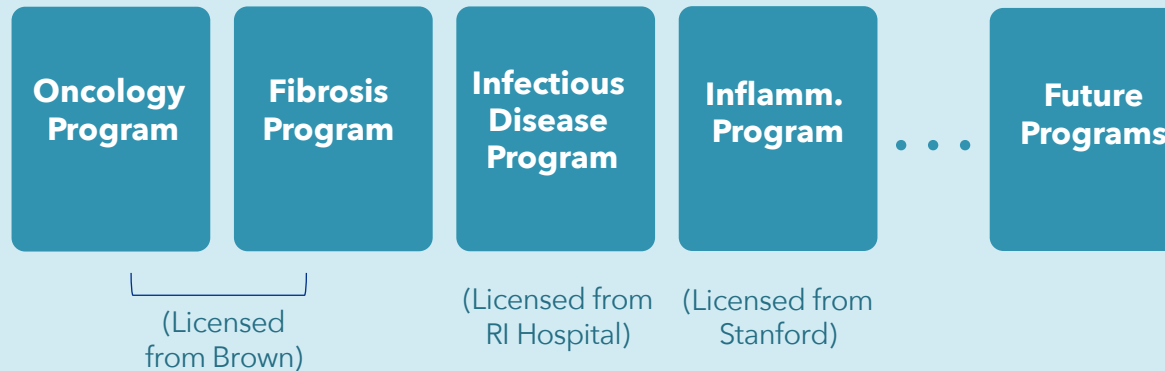 Oncology
Program
Fibrosis
Program
Infectious
Disease
Program
Inflamm.
Program
Future
Programs
(Licensed
from Brown)
(Licensed from
RI Hospital)
(Licensed from
Stanford)